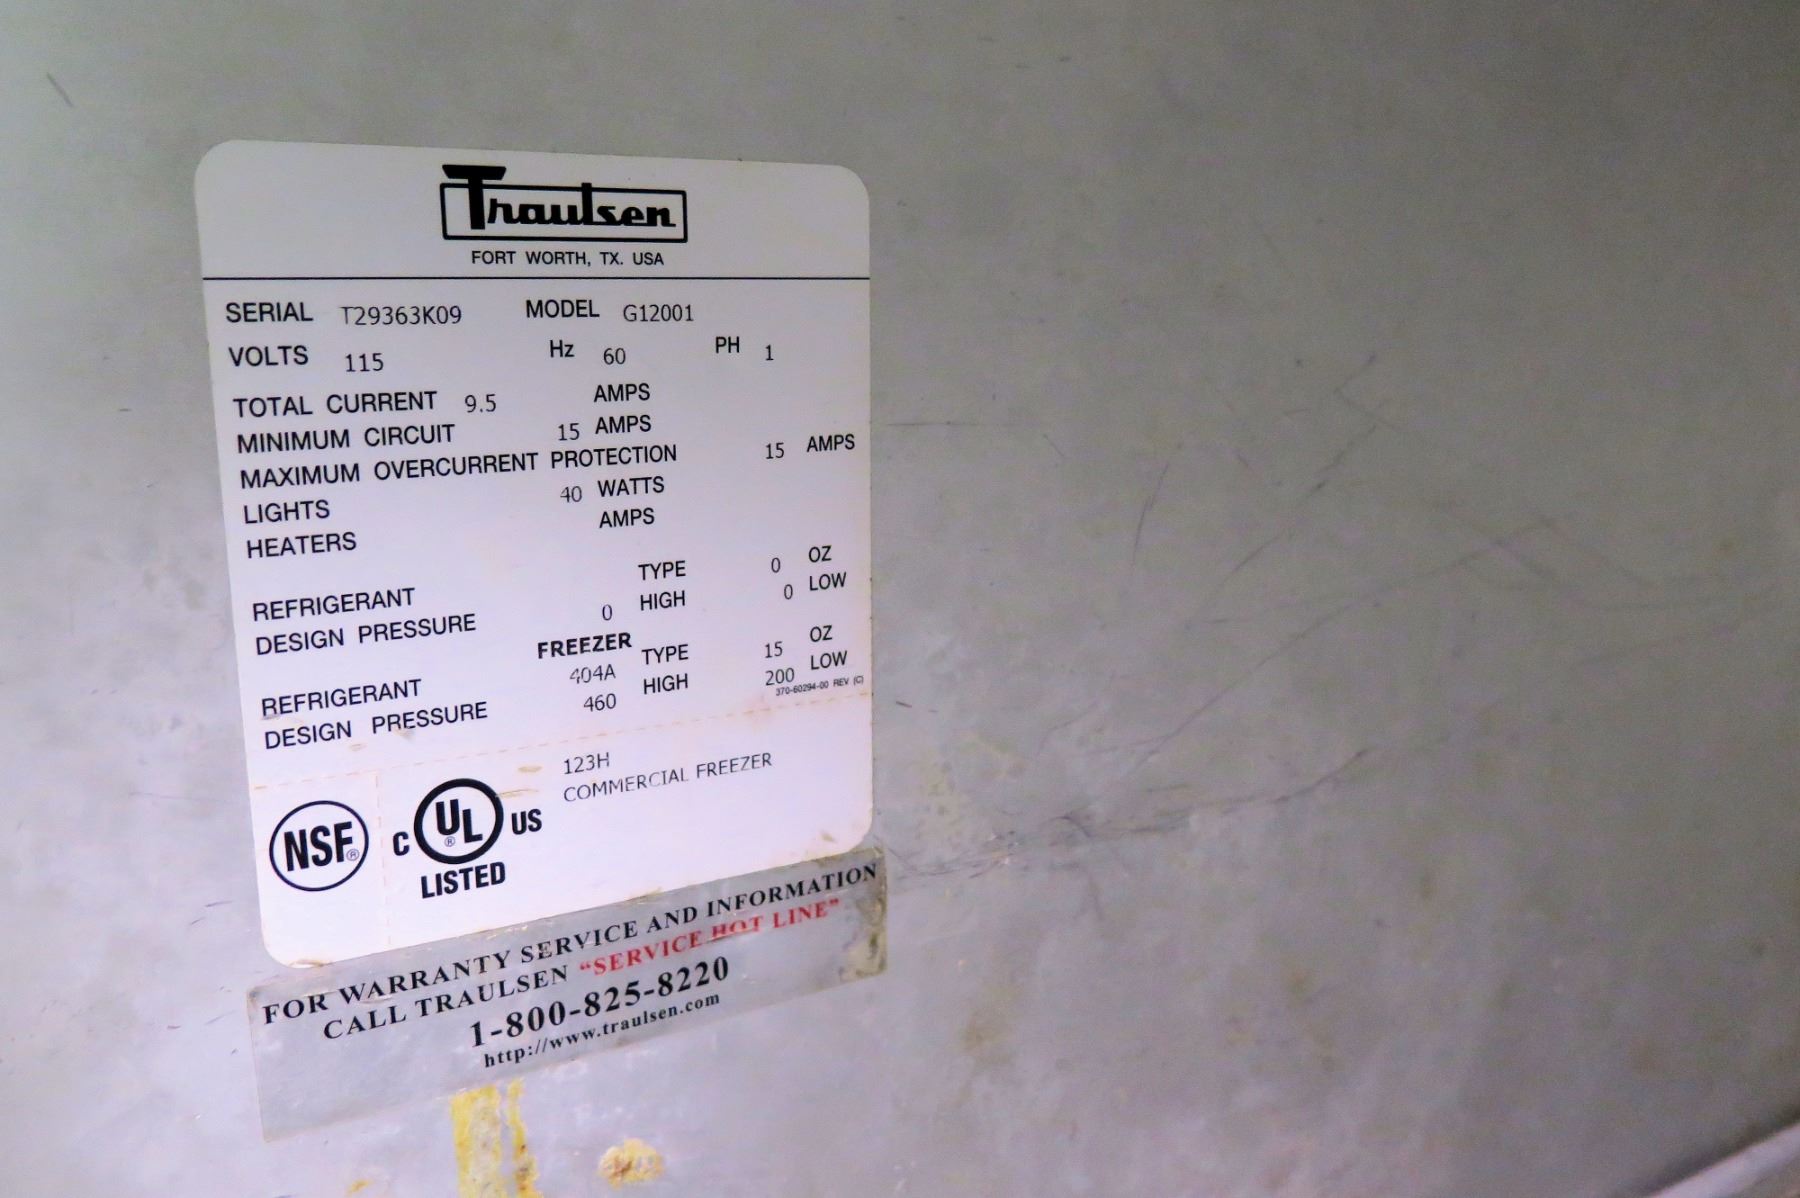 Traulsen
FORT WORTH, TX. USA
SERIAL T29363K09 MODEL G12001
VOLTS 115 Hz 60 PH 1
TOTAL CURRENT 9.5 AMPS
MINIMUM CIRCUIT 15 AMPS
MAXIMUM OVERCURRENT PROTECTION 15 AMPS
LIGHTS 40 WATTS
HEATERS AMPS
REFRIGERANT TYPE 0 OZ
DESIGN PRESSURE 0 HIGH 0 LOW
FREEZER
REFRIGERANT 404A TYPE 15 OZ
DESIGN PRESSURE 460 HIGH 200 LOW
370-60294-00 REV (C)
123H
COMMERCIAL FREEZER
NSF®
C UL® US
LISTED
FOR WARRANTY SERVICE AND INFORMATION
CALL TRAULSEN "SERVICE HOT LINE"
1-800-825-8220
http://www.traulsen.com